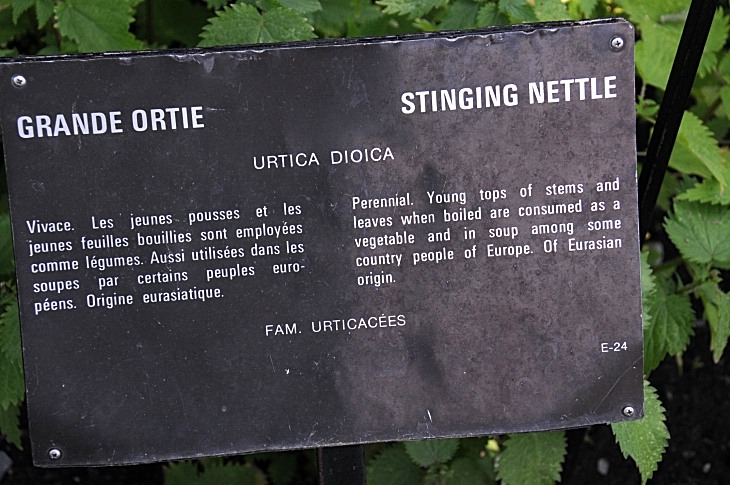 GRANDE ORTIE
STINGING NETTLE
URTICA DIOICA
Vivace. Les jeunes pousses et les
jeunes feuilles bouillies sont employées
comme légumes. Aussi utilisées dans les
soupes par certains peuples euro-
péens. Origine eurasiatique.
Perennial. Young tops of stems and
leaves when boiled are consumed as a
vegetable and in soup among some
country people of Europe. Of Eurasian
origin.
FAM. URTICACÉES
E-24